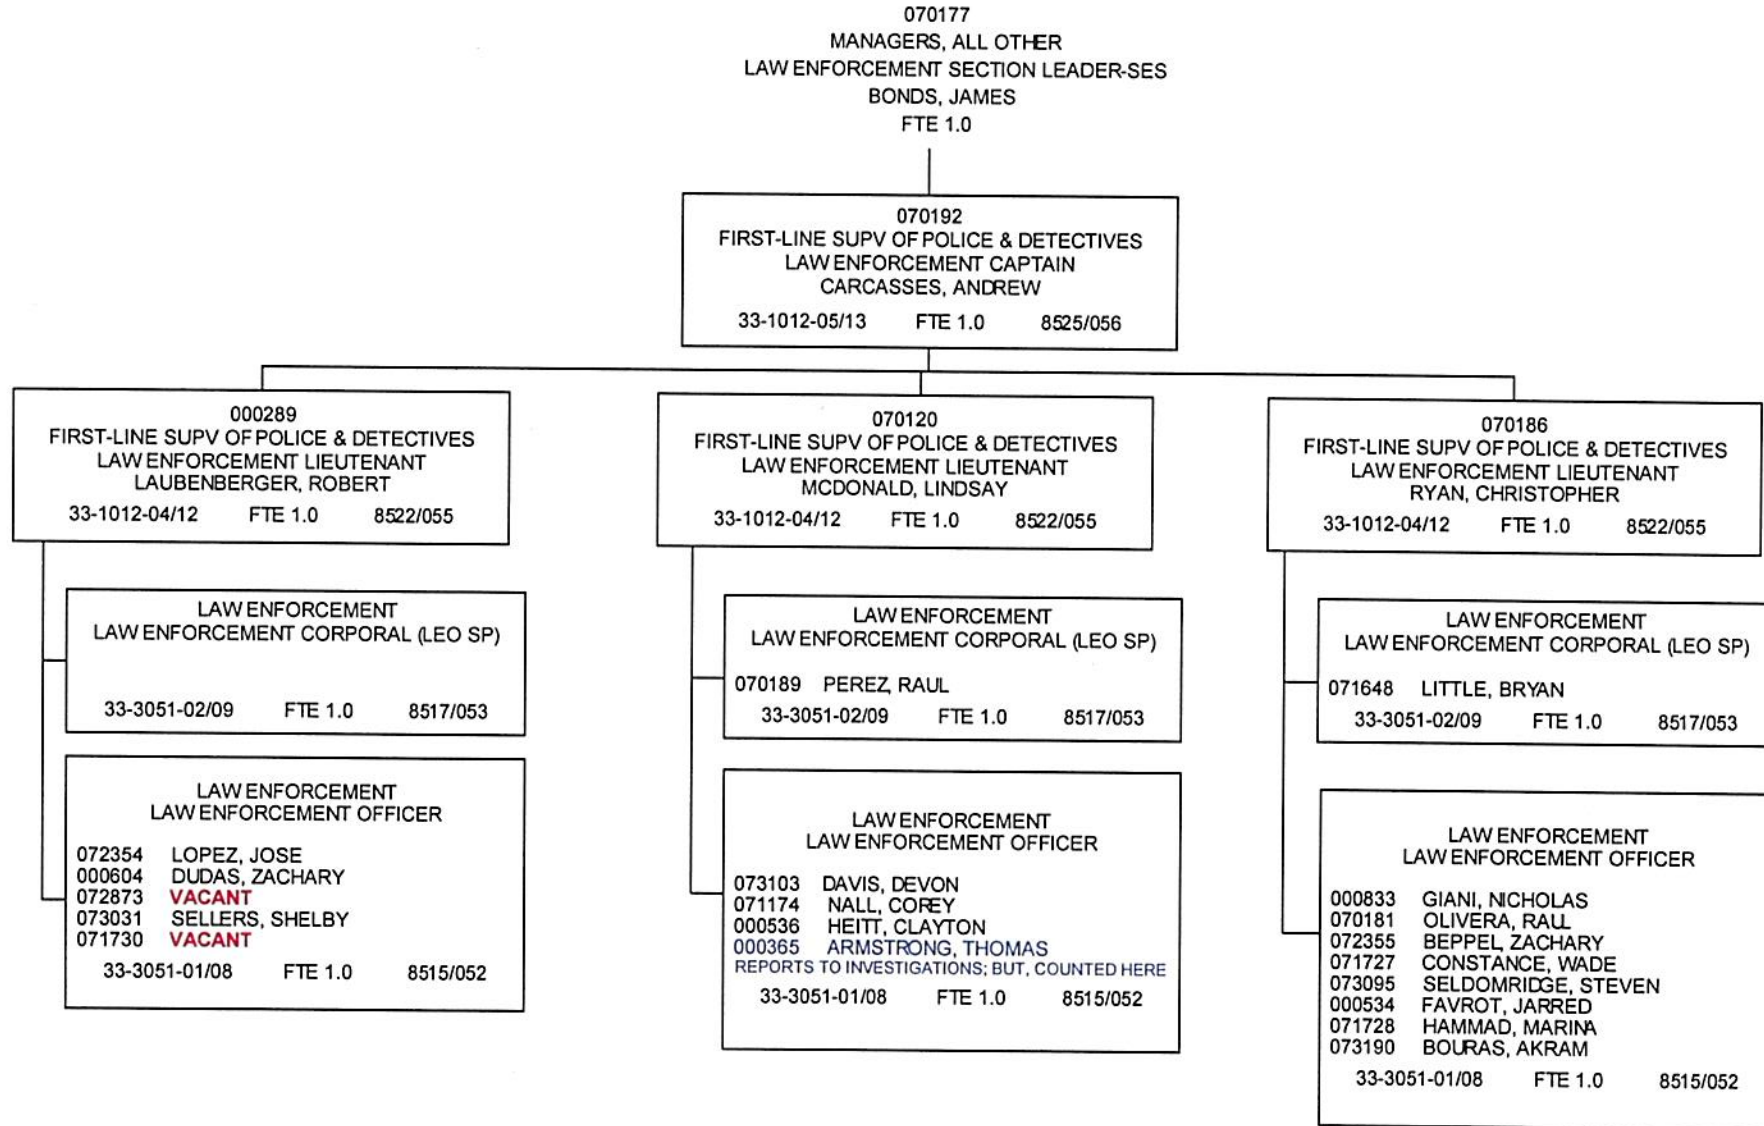 070177
MANAGERS, ALL OTHER
LAW ENFORCEMENT SECTION LEADER-SES
BONDS, JAMES
FTE 1.0
070192
FIRST-LINE SUPV OF POLICE & DETECTIVES
LAW ENFORCEMENT CAPTAIN
CARCASSES, ANDREW
33-1012-05/13 FTE 1.0 8525/056
000289
FIRST-LINE SUPV OF POLICE & DETECTIVES
LAW ENFORCEMENT LIEUTENANT
LAUBENBERGER, ROBERT
33-1012-04/12 FTE 1.0 8522/055
LAW ENFORCEMENT
LAW ENFORCEMENT CORPORAL (LEO SP)
33-3051-02/09 FTE 1.0 8517/053
LAW ENFORCEMENT
LAW ENFORCEMENT OFFICER
072354 LOPEZ, JOSE
000604 DUDAS, ZACHARY
072873 VACANT
073031 SELLERS, SHELBY
071730 VACANT
33-3051-01/08 FTE 1.0 8515/052
070120
FIRST-LINE SUPV OF POLICE & DETECTIVES
LAW ENFORCEMENT LIEUTENANT
MCDONALD, LINDSAY
33-1012-04/12 FTE 1.0 8522/055
LAW ENFORCEMENT
LAW ENFORCEMENT CORPORAL (LEO SP)
070189 PEREZ, RAUL
33-3051-02/09 FTE 1.0 8517/053
LAW ENFORCEMENT
LAW ENFORCEMENT OFFICER
073103 DAVIS, DEVON
071174 NALL, COREY
000536 HEITT, CLAYTON
000365 ARMSTRONG, THOMAS
REPORTS TO INVESTIGATIONS; BUT, COUNTED HERE
33-3051-01/08 FTE 1.0 8515/052
070186
FIRST-LINE SUPV OF POLICE & DETECTIVES
LAW ENFORCEMENT LIEUTENANT
RYAN, CHRISTOPHER
33-1012-04/12 FTE 1.0 8522/055
LAW ENFORCEMENT
LAW ENFORCEMENT CORPORAL (LEO SP)
071648 LITTLE, BRYAN
33-3051-02/09 FTE 1.0 8517/053
LAW ENFORCEMENT
LAW ENFORCEMENT OFFICER
000833 GIANI, NICHOLAS
070181 OLIVERA, RALL
072355 BEPPEL, ZACHARY
071727 CONSTANCE, WADE
073095 SELDOMRIDGE, STEVEN
000534 FAVROT, JARRED
071728 HAMMAD, MARINA
073190 BOURAS, AKRAM
33-3051-01/08 FTE 1.0 8515/052